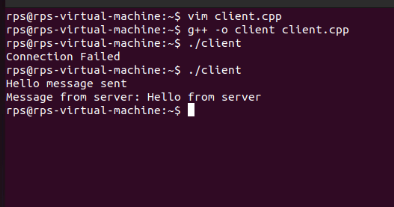 rps@rps-virtual-machine:~$ vim client.cpp
rps@rps-virtual-machine:~$ g++ -o client client.cpp
rps@rps-virtual-machine:~$ ./client
Connection Failed
rps@rps-virtual-machine:~$ ./client
Hello message sent
Message from server: Hello from server
rps@rps-virtual-machine:~$